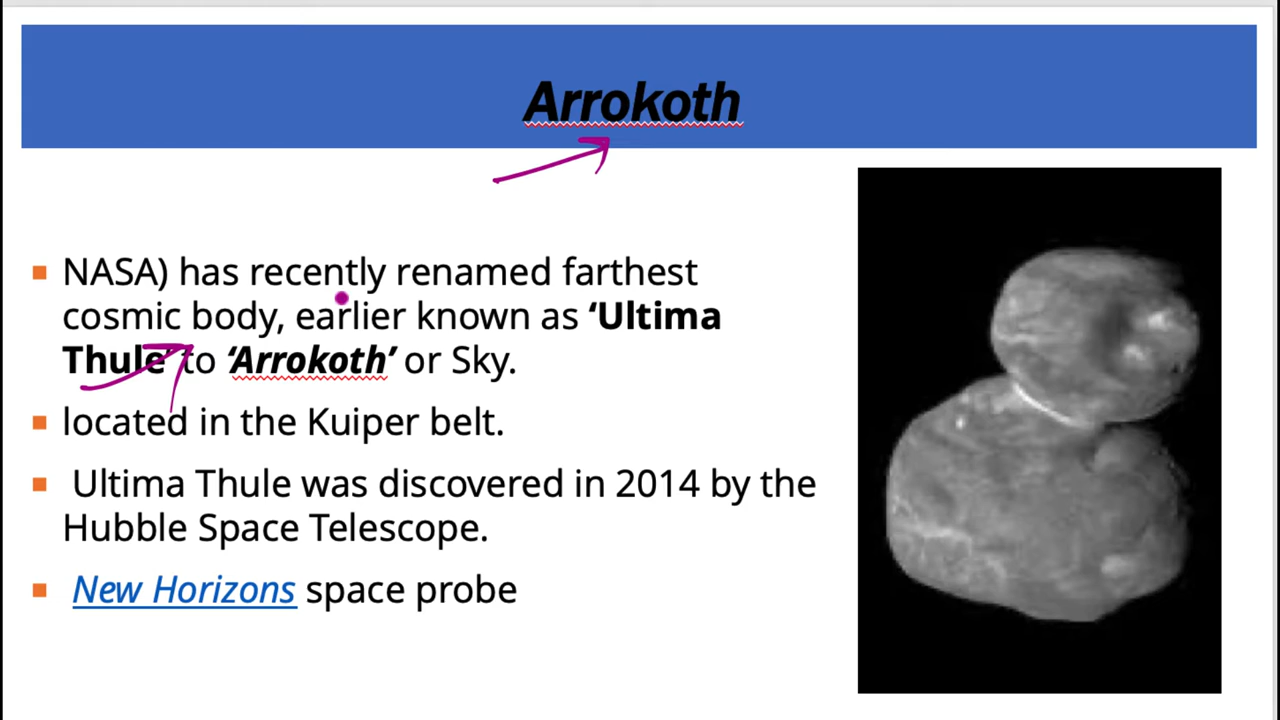 Arrokoth
NASA) has recently renamed farthest
cosmic body, earlier known as ‘Ultima
Thule’ to ‘Arrokoth’ or Sky.
located in the Kuiper belt.
Ultima Thule was discovered in 2014 by the
Hubble Space Telescope.
New Horizons space probe